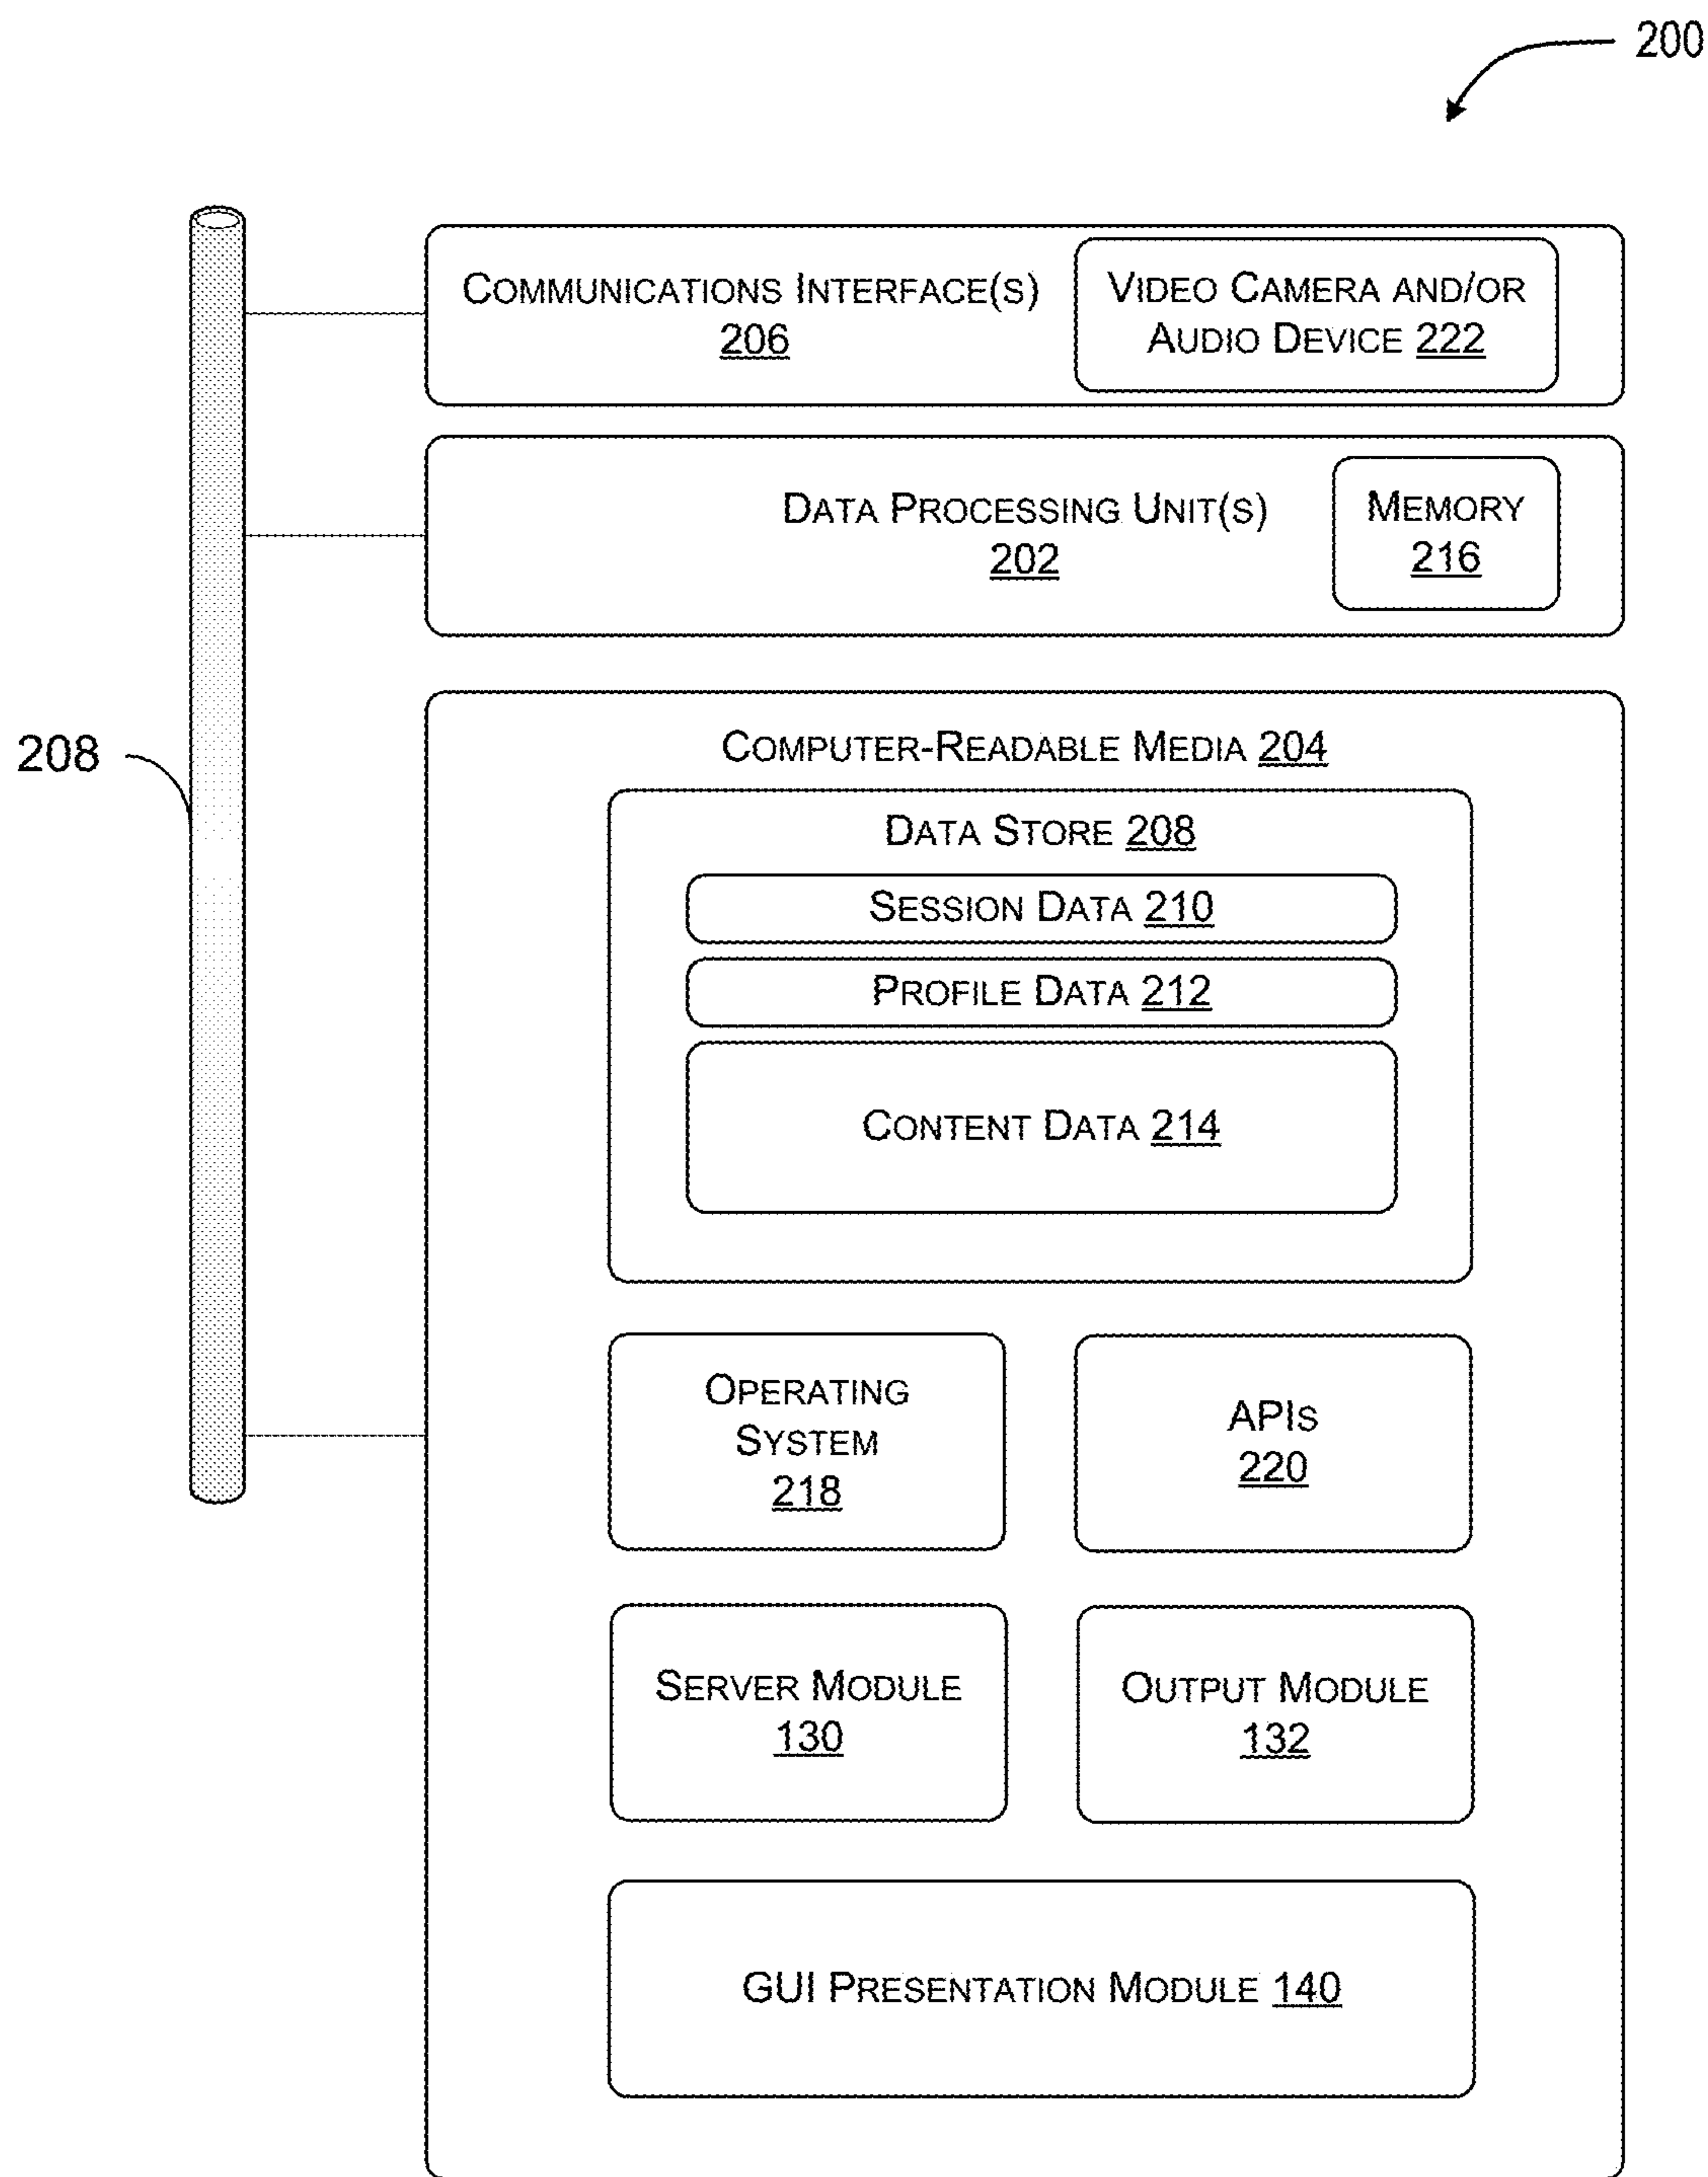 200
COMMUNICATIONS INTERFACE(S)
206
VIDEO CAMERA AND/OR
AUDIO DEVICE 222
DATA PROCESSING UNIT(S)
202
MEMORY
216
208
COMPUTER-READABLE MEDIA 204
DATA STORE 208
SESSION DATA 210
PROFILE DATA 212
CONTENT DATA 214
OPERATING
SYSTEM
218
APIS
220
SERVER MODULE
130
OUTPUT MODULE
132
GUI PRESENTATION MODULE 140